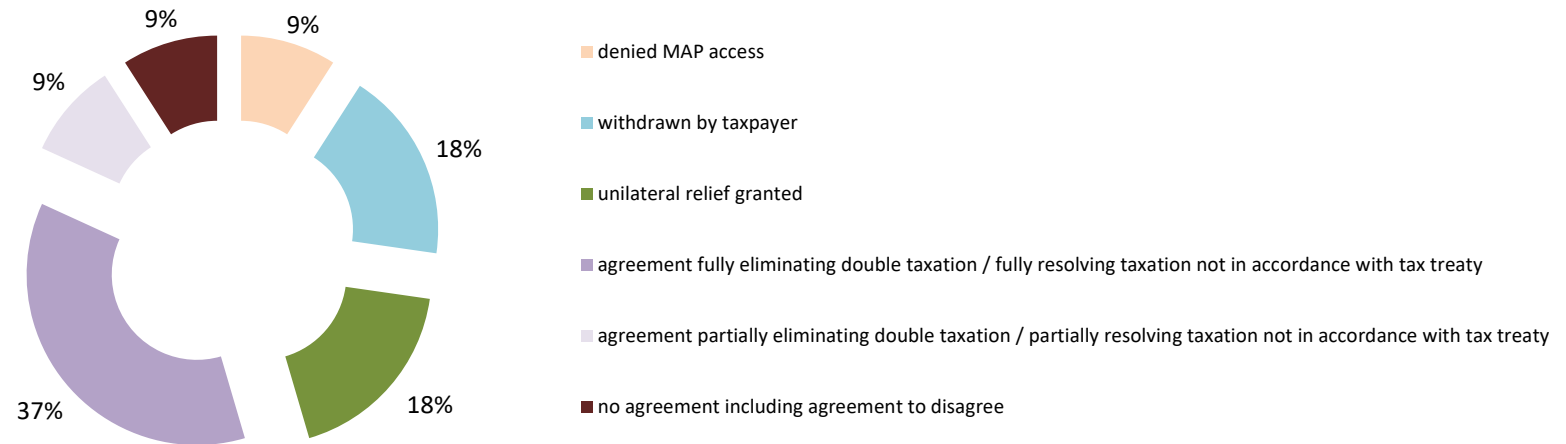 9%
9%
9%
18%
37%
18%
denied MAP access
withdrawn by taxpayer
unilateral relief granted
agreement fully eliminating double taxation / fully resolving taxation not in accordance with tax treaty
agreement partially eliminating double taxation / partially resolving taxation not in accordance with tax treaty
no agreement including agreement to disagree